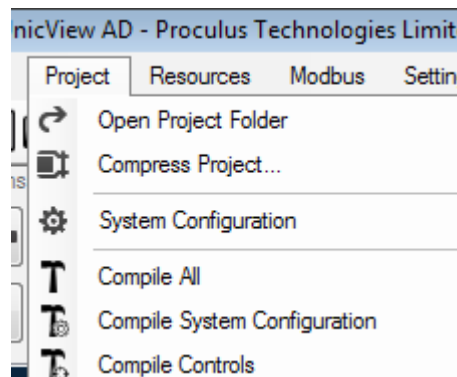 nicView AD - Proculus Technologies Limit
Project Resources Modbus Settin
Open Project Folder
Compress Project...
System Configuration
Compile All
Compile System Configuration
Compile Controls